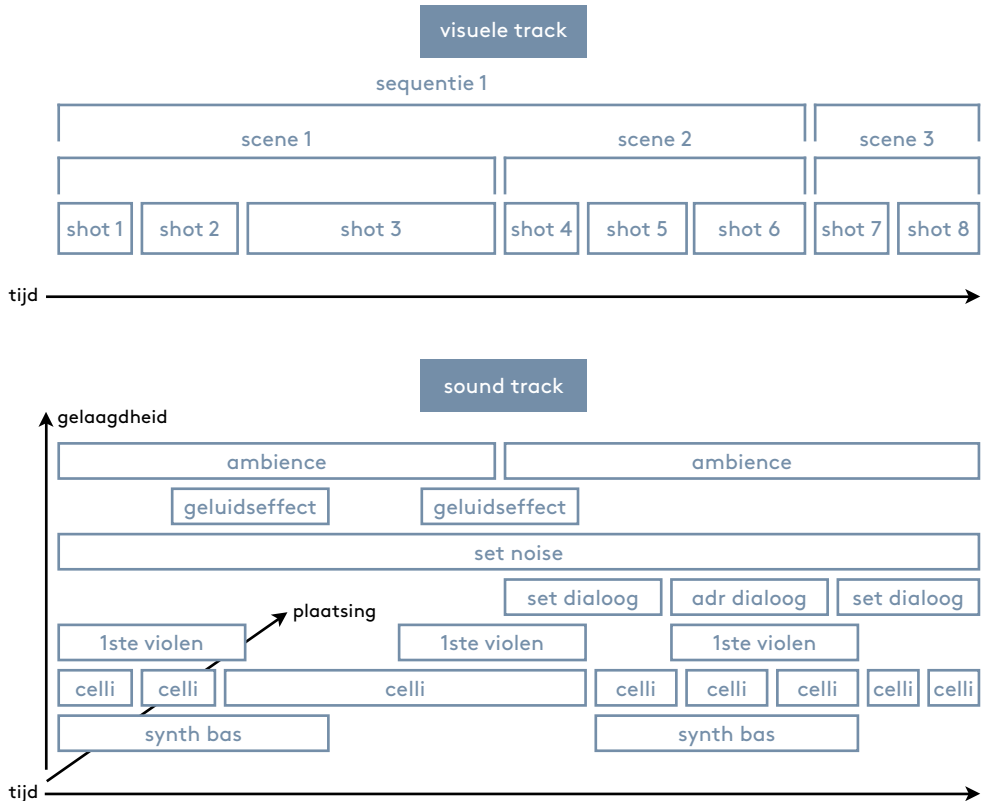 visuele track
sequentie 1
scene 1 scene 2 scene 3
shot 1 shot 2 shot 3 shot 4 shot 5 shot 6 shot 7 shot 8
tijd
sound track
gelaagdheid
ambience ambience
geluidseffect geluidseffect
set noise
set dialoog adr dialoog set dialoog
plaatsing
1ste violen 1ste violen 1ste violen
celli celli celli celli celli celli celli celli
synth bas synth bas
tijd